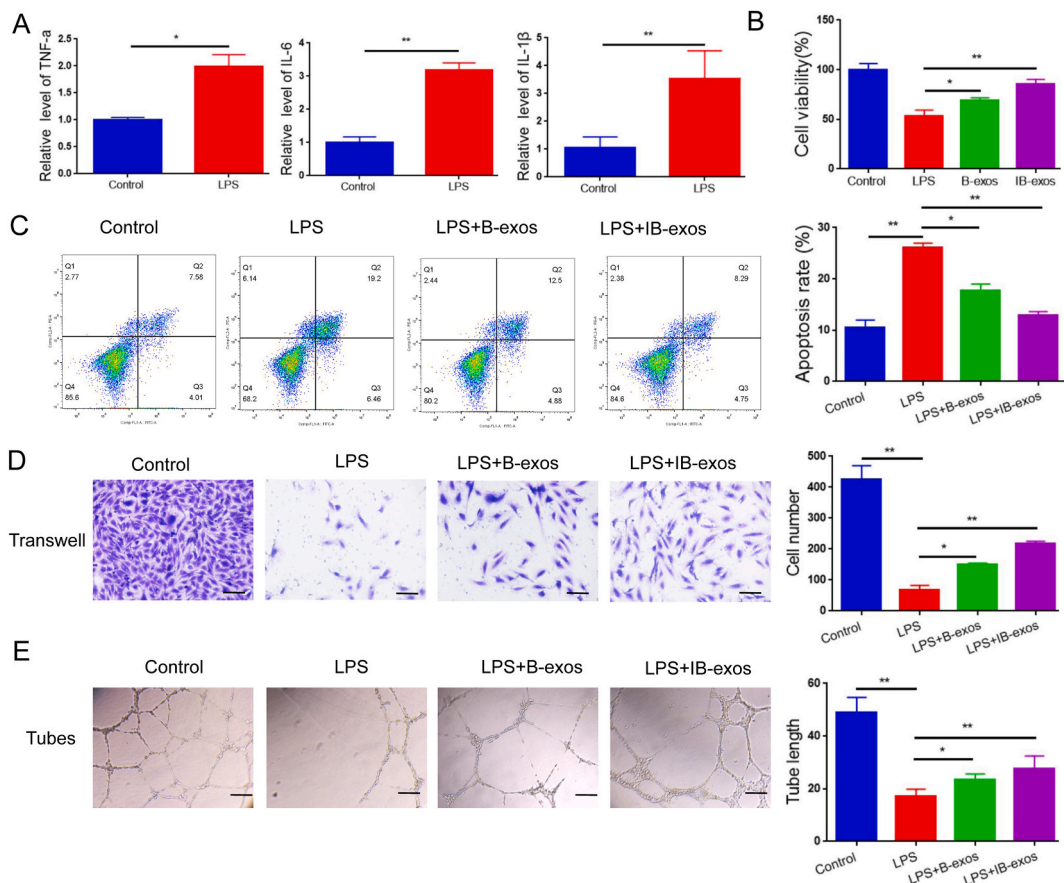 A
Relative level of TNF-a
2.5
2.0
1.5
1.0
0.5
0.0
*
Control
LPS
Relative level of IL-6
4
3
2
1
0
**
Control
LPS
Relative level of IL-1β
5
4
3
2
1
0
**
Control
LPS
B
Cell viability(%)
150
100
50
0
**
*
Control
LPS
B-exos
IB-exos
C
Control
LPS
LPS+B-exos
LPS+IB-exos
Q1
2.77
Q2
7.58
Q4
85.6
Q3
4.01
Q1
6.14
Q2
19.2
Q4
68.2
Q3
6.46
Q1
2.44
Q2
12.5
Q4
80.2
Q3
4.88
Q1
2.38
Q2
8.29
Q4
84.6
Q3
4.75
Apoptosis rate (%)
30
20
10
0
**
**
*
Control
LPS
LPS+B-exos
LPS+IB-exos
D
Control
LPS
LPS+B-exos
LPS+IB-exos
Transwell
Cell number
500
400
300
200
100
0
**
**
*
Control
LPS
LPS+B-exos
LPS+IB-exos
E
Control
LPS
LPS+B-exos
LPS+IB-exos
Tubes
Tube length
60
40
20
0
**
**
*
Control
LPS
LPS+B-exos
LPS+IB-exos